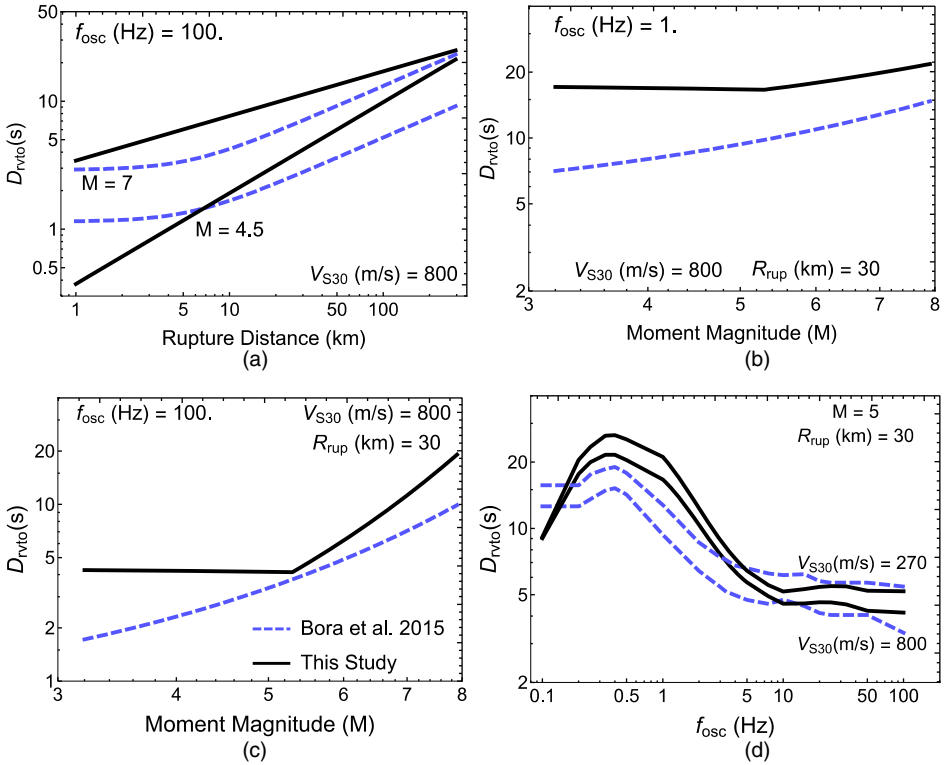 f_osc (Hz) = 100.
50
10
5
1
0.5
D_rvto(s)
M = 7
M = 4.5
V_S30 (m/s) = 800
1
5
10
50
100
Rupture Distance (km)
(a)
f_osc (Hz) = 1.
20
10
5
2
D_rvto(s)
V_S30 (m/s) = 800 R_rup (km) = 30
3
4
5
6
7
8
Moment Magnitude (M)
(b)
f_osc (Hz) = 100.
V_S30 (m/s) = 800
R_rup (km) = 30
20
10
5
2
1
D_rvto(s)
Bora et al. 2015
This Study
3
4
5
6
7
8
Moment Magnitude (M)
(c)
M = 5
R_rup (km) = 30
20
10
5
2
D_rvto(s)
V_S30(m/s) = 270
V_S30(m/s) = 800
0.1
0.5
1
5
10
50
100
f_osc (Hz)
(d)